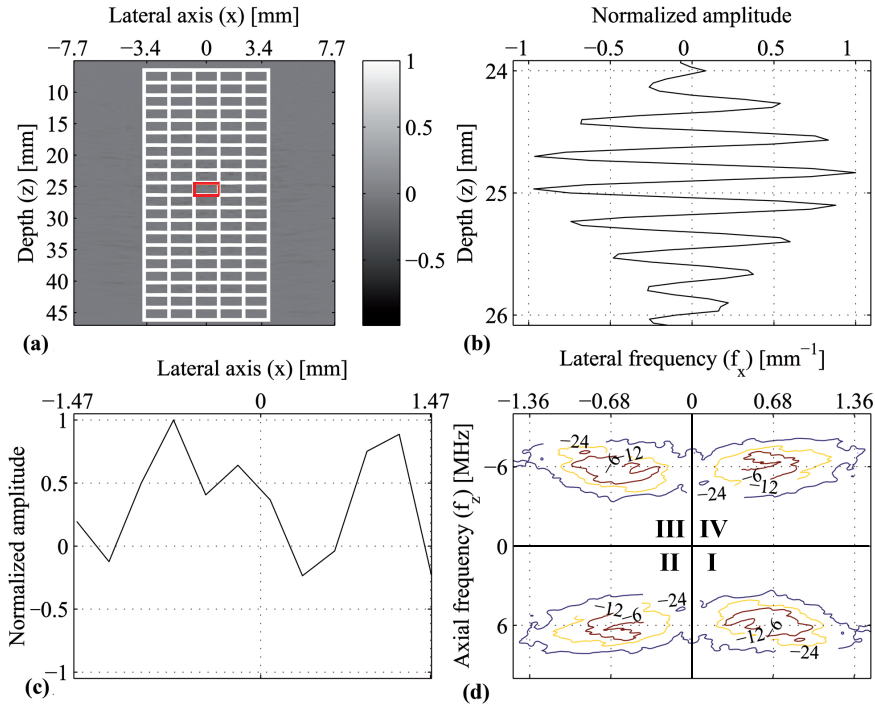 Lateral axis (x) [mm]
−7.7 −3.4 0 3.4 7.7
Depth (z) [mm]
5
10
15
20
25
30
35
40
45
1
0.5
0
−0.5
(a)
Normalized amplitude
−1 −0.5 0 0.5 1
Depth (z) [mm]
24
25
26
(b)
Lateral axis (x) [mm]
−1.47 0 1.47
Normalized amplitude
1
0.5
0
−0.5
−1
(c)
Lateral frequency (f_x) [mm^−1]
−1.36 −0.68 0 0.68 1.36
Axial frequency (f_z) [MHz]
−6
0
6
−24
−6
−12
−6
−12
−24
III IV
II I
−12
−6
−24
−12
−6
−24
(d)